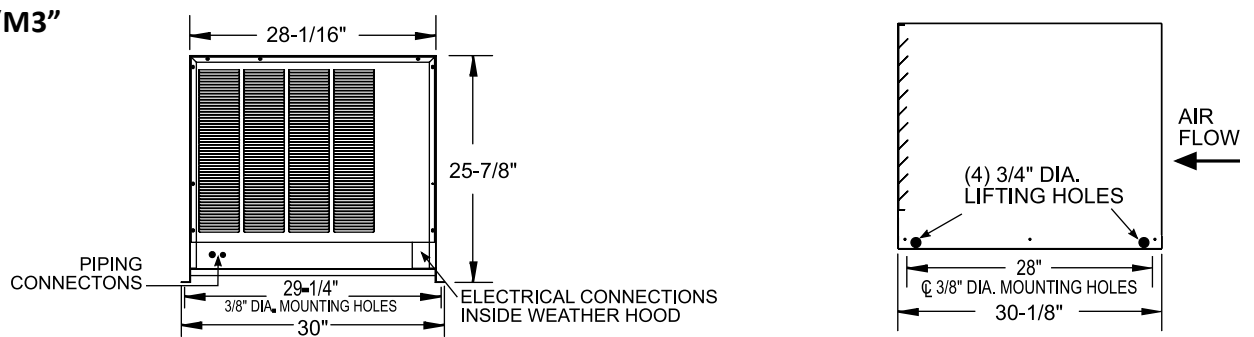 "M3"
28-1/16"
25-7/8"
PIPING
CONNECTONS
29-1/4"
3/8" DIA. MOUNTING HOLES
30"
ELECTRICAL CONNECTIONS
INSIDE WEATHER HOOD
AIR
FLOW
(4) 3/4" DIA.
LIFTING HOLES
28"
℄ 3/8" DIA. MOUNTING HOLES
30-1/8"